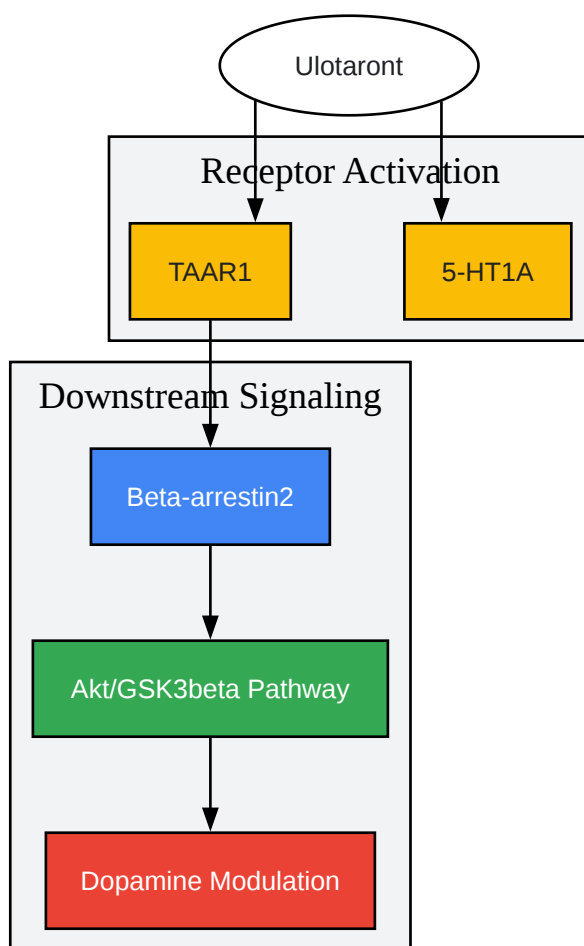 Ulotaront
Receptor Activation
TAAR1
5-HT1A
Downstream Signaling
Beta-arrestin2
Akt/GSK3beta Pathway
Dopamine Modulation